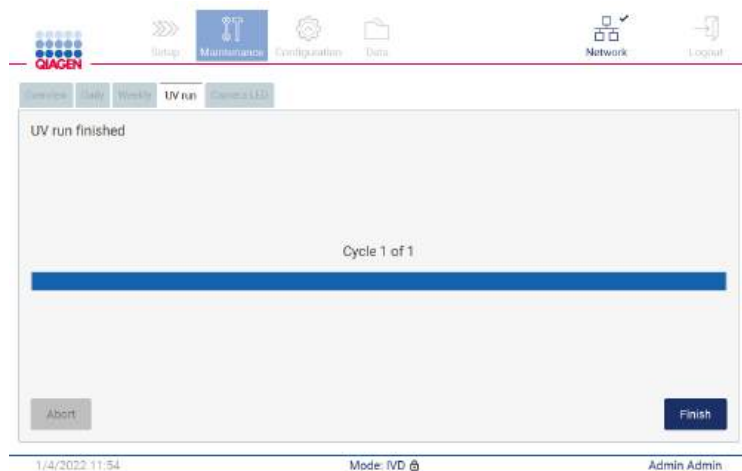 Setup Maintenance Configuration Data Network Logout
QIAGEN
Overview Daily Weekly UV run Camera LED
UV run finished
Cycle 1 of 1
Abort Finish
1/4/2022 11:54 Mode: IVD Admin Admin